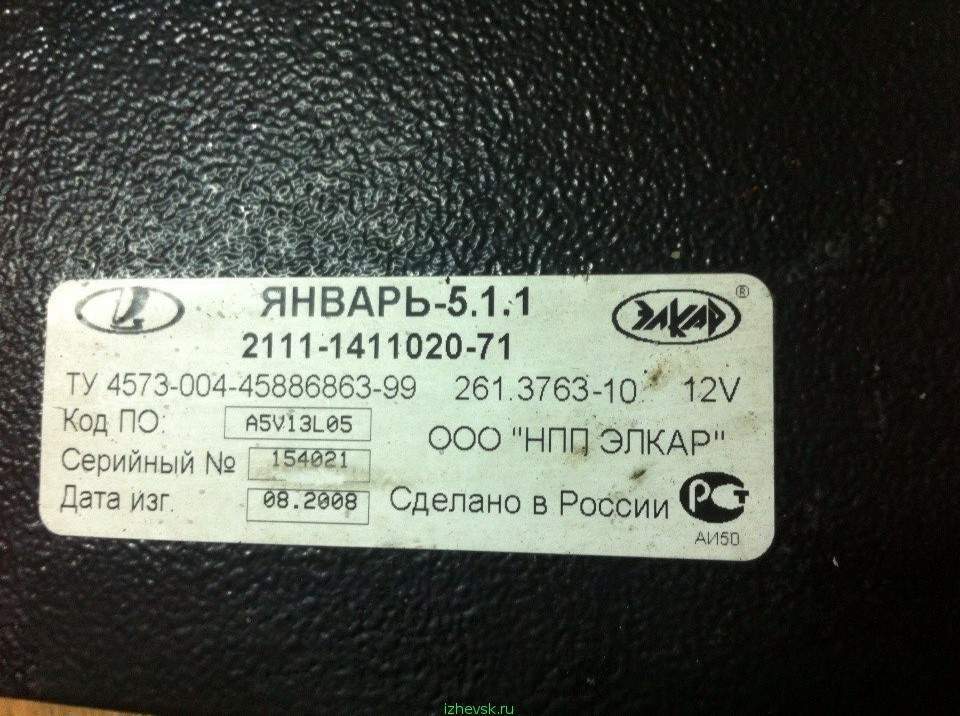 ЯНВАРЬ-5.1.1
ЭЛКАР ®
2111-1411020-71
ТУ 4573-004-45886863-99 261.3763-10 12V
Код ПО: A5V13L05
ООО "НПП ЭЛКАР"
Серийный № 154021
Дата изг. 08.2008
Сделано в России
РСТ
АИ50
izhevsk.ru